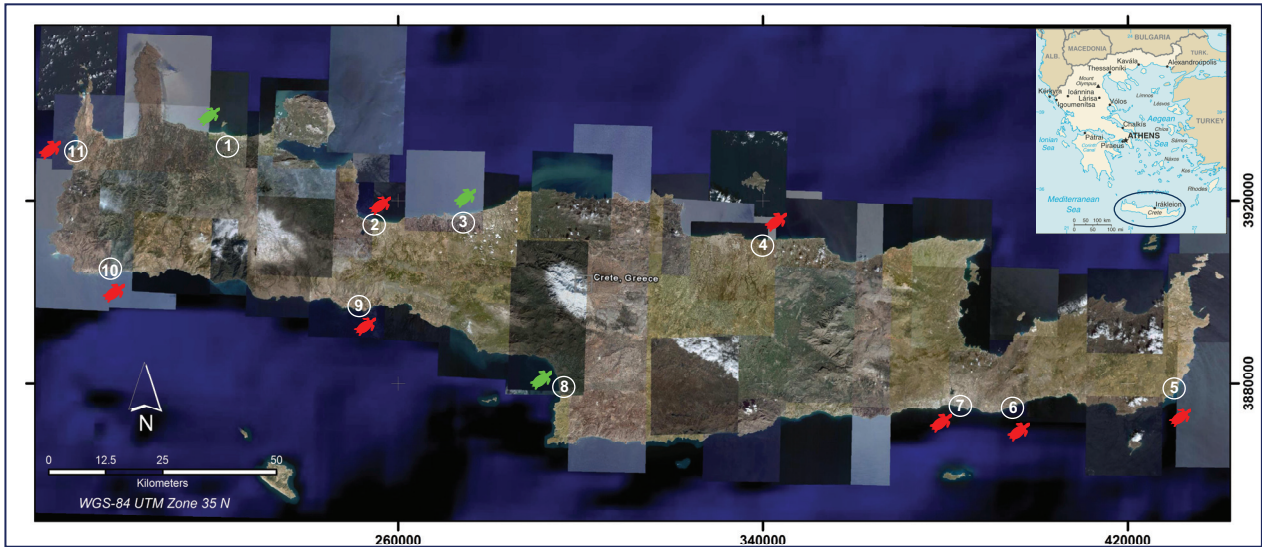 BULGARIA
MACEDONIA
TURK.
ALB.
Kavála
Alexandroúpolis
Thessaloníki
Mount
Olympus
Kérkyra
Ioánnina
Lárisa
Igoumenítsa
Vólos
Límnos
Lésvos
TURKEY
Aegean
Sea
Chalkís
Chíos
Ionian
Sea
Pátrai
ATHENS
Piraeus
Sámos
Náxos
Kos
Rhodes
Mediterranean
Sea
Irákleion
Crete
0 50 100 km
0 50 100 mi
1
11
2
3
4
3920000
10
Crete, Greece
9
8
5
7
6
3880000
N
0 12.5 25 50
Kilometers
WGS-84 UTM Zone 35 N
260000
340000
420000